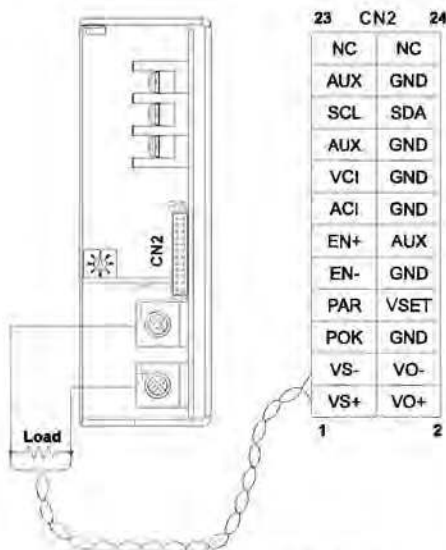 23 CN2 24
NC NC
AUX GND
SCL SDA
AUX GND
VCI GND
ACI GND
EN+ AUX
EN- GND
PAR VSET
POK GND
VS- VO-
VS+ VO+
1 2
CN2
Load